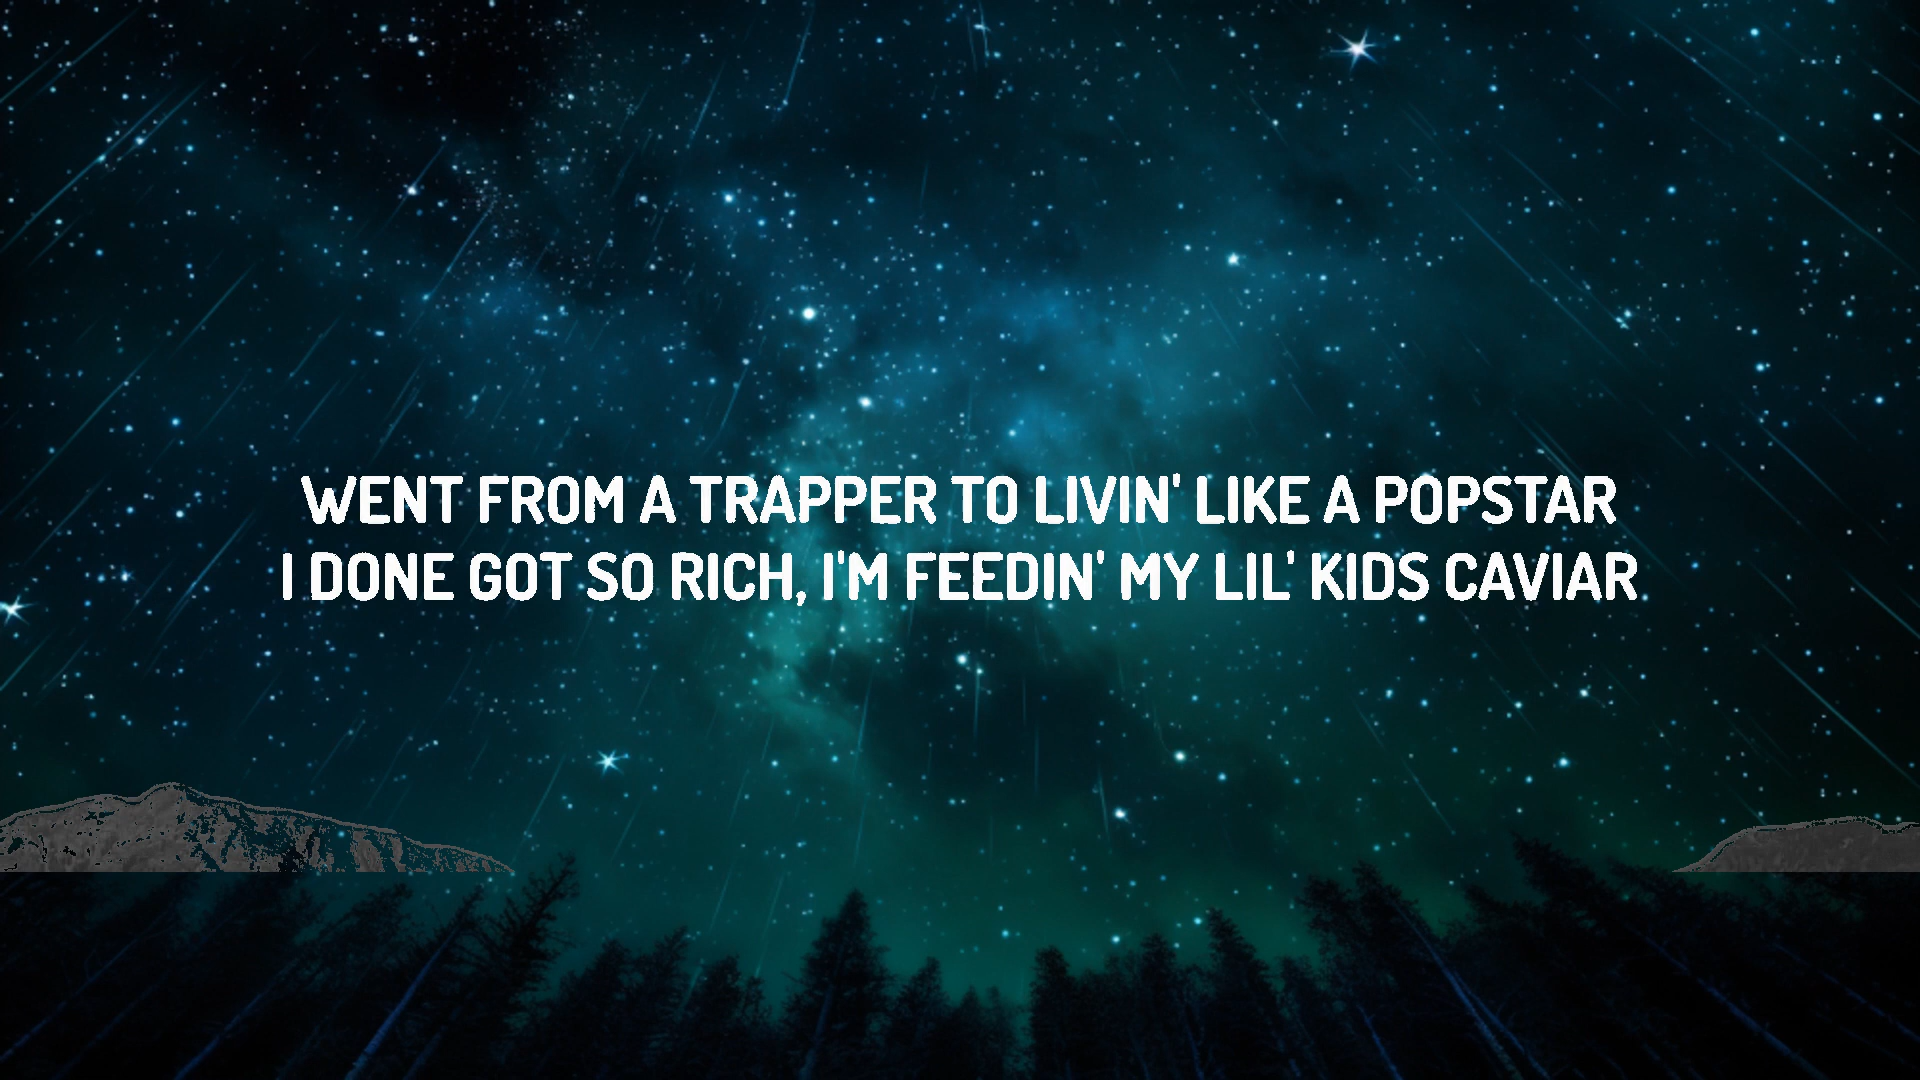 WENT FROM A TRAPPER TO LIVIN' LIKE A POPSTAR
I DONE GOT SO RICH, I'M FEEDIN' MY LIL' KIDS CAVIAR